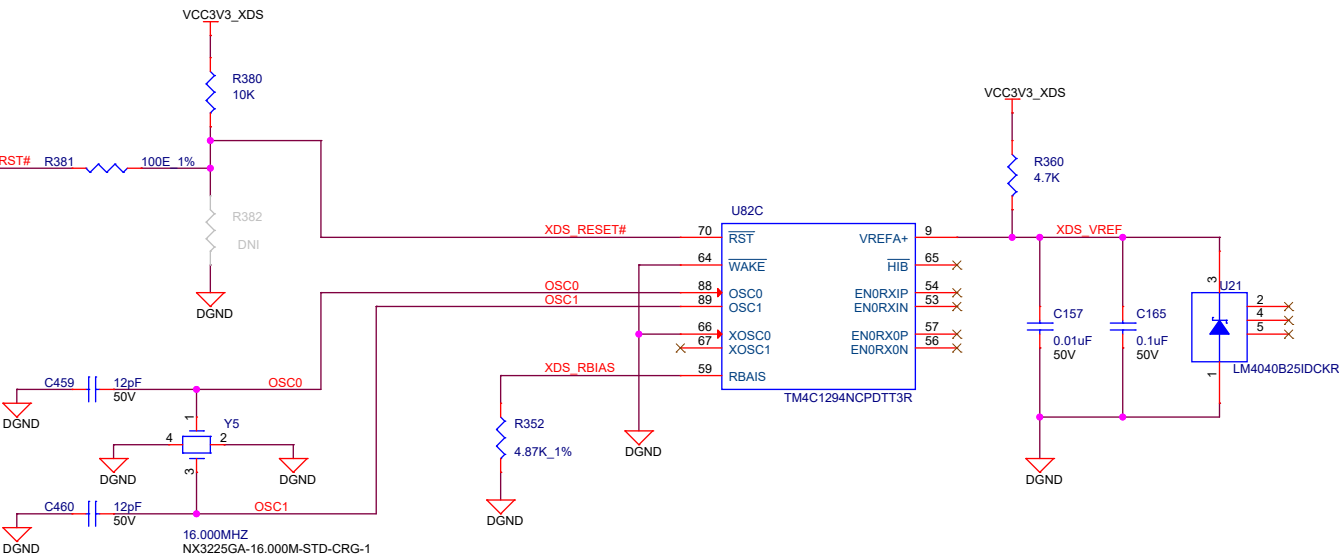 VCC3V3_XDS
R380
10K
RST#
R381
100E_1%
R382
DNI
DGND
VCC3V3_XDS
R360
4.7K
U82C
XDS_RESET#
70
RST
VREFA+
9
XDS_VREF
64
WAKE
HIB
65
OSC0
88
OSC0
EN0RXIP
54
OSC1
89
OSC1
EN0RXIN
53
66
XOSC0
EN0RX0P
57
67
XOSC1
EN0RX0N
56
XDS_RBIAS
59
RBAIS
TM4C1294NCPDTT3R
C157
0.01uF
50V
C165
0.1uF
50V
3
U21
2
4
5
1
LM4040B25IDCKR
C459
12pF
50V
OSC0
DGND
1
Y5
4
2
DGND
DGND
3
C460
12pF
50V
OSC1
DGND
16.000MHZ
NX3225GA-16.000M-STD-CRG-1
R352
4.87K_1%
DGND
DGND
DGND